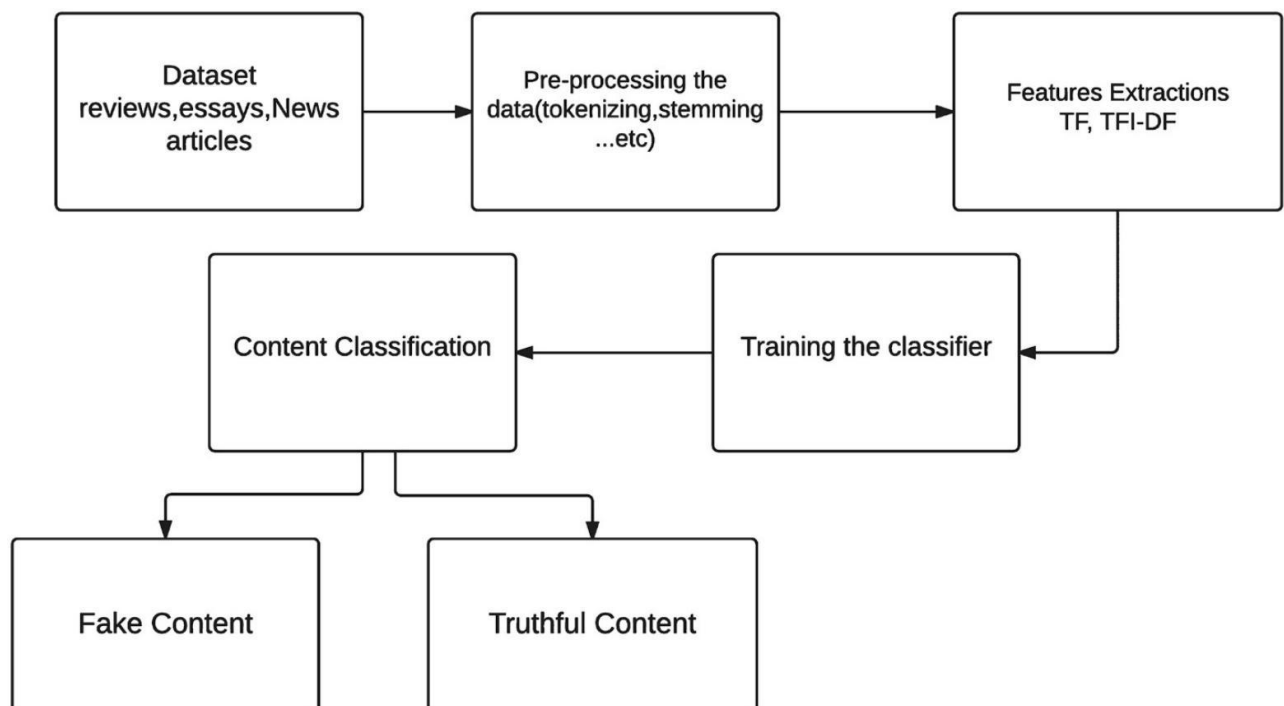 Dataset
reviews,essays,News
articles
Pre-processing the
data(tokenizing,stemming
...etc)
Features Extractions
TF, TFI-DF
Content Classification
Training the classifier
Fake Content
Truthful Content